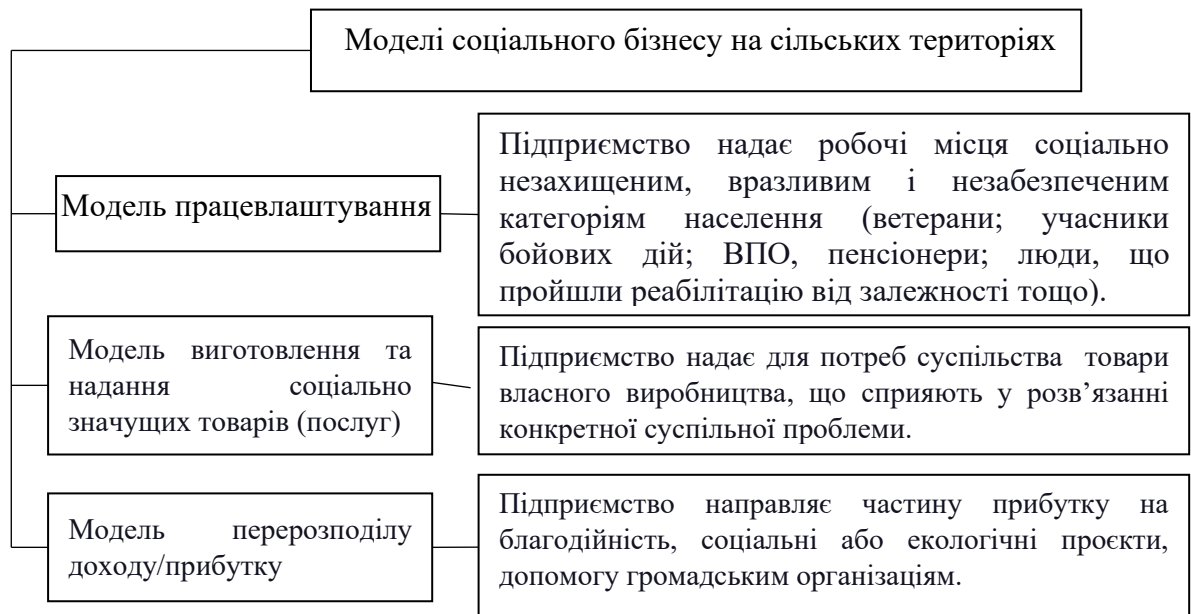 Моделі соціального бізнесу на сільських територіях
Модель працевлаштування
Підприємство надає робочі місця соціально
незахищеним, вразливим і незабезпеченим
категоріям населення (ветерани; учасники
бойових дій; ВПО, пенсіонери; люди, що
пройшли реабілітацію від залежності тощо).
Модель виготовлення та
надання соціально
значущих товарів (послуг)
Підприємство надає для потреб суспільства товари
власного виробництва, що сприяють у розв’язанні
конкретної суспільної проблеми.
Модель перерозподілу
доходу/прибутку
Підприємство направляє частину прибутку на
благодійність, соціальні або екологічні проєкти,
допомогу громадським організаціям.